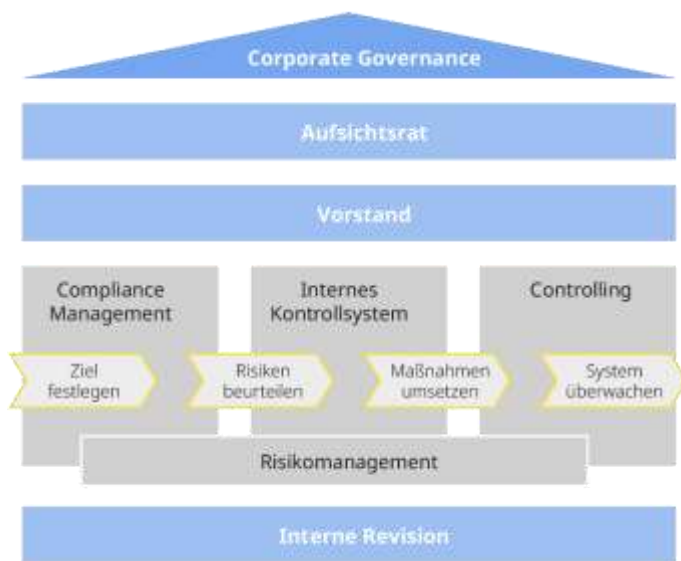 Corporate Governance
Aufsichtsrat
Vorstand
Compliance
Management
Internes
Kontrollsystem
Controlling
Ziel
festlegen
Risiken
beurteilen
Maßnahmen
umsetzen
System
überwachen
Risikomanagement
Interne Revision